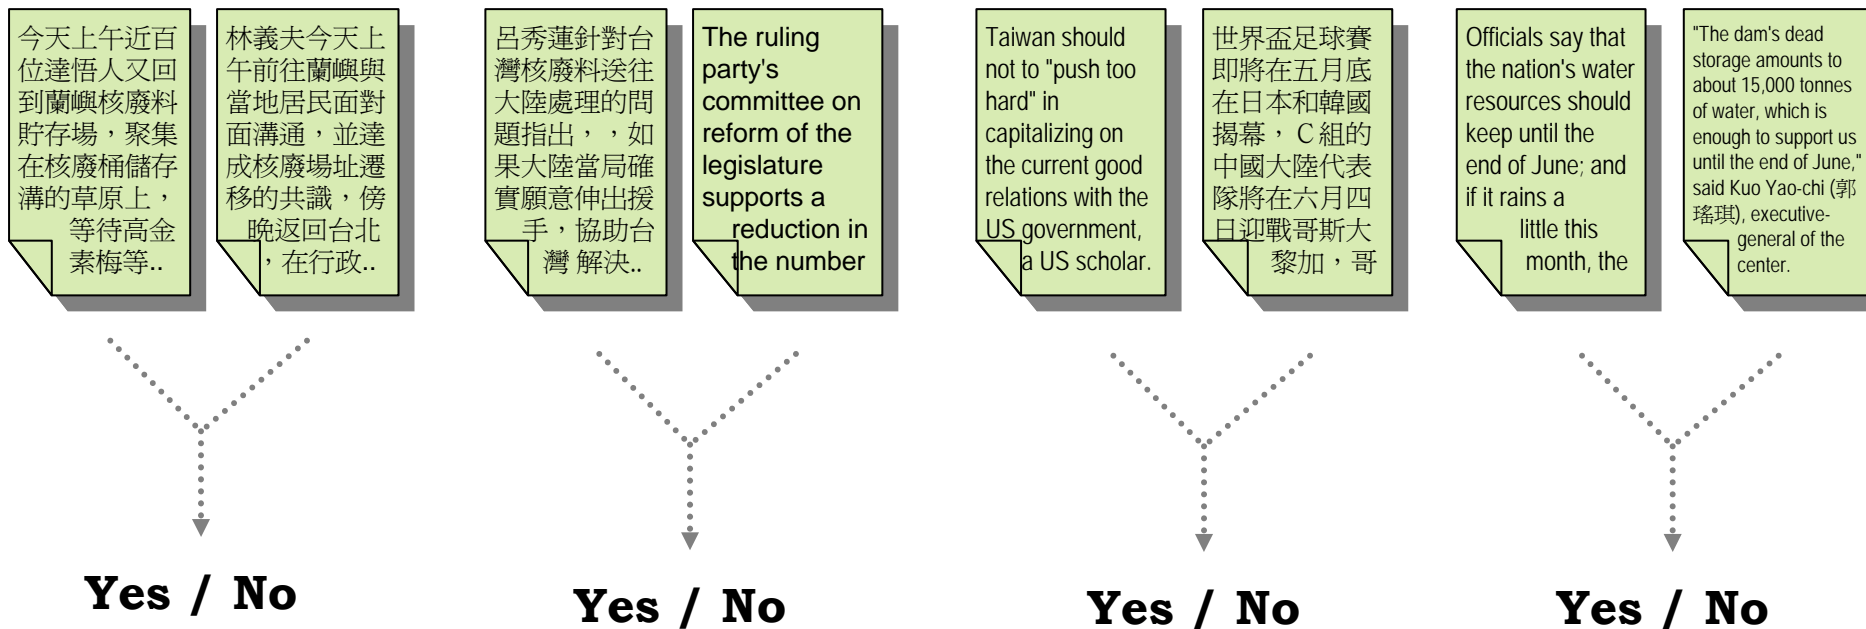 今天上午近百
位達悟人又回
到蘭嶼核廢料
貯存場，聚集
在核廢桶儲存
溝的草原上，
等待高金
素梅等..
林義夫今天上
午前往蘭嶼與
當地居民面對
面溝通，並達
成核廢場址遷
移的共識，傍
晚返回台北
，在行政..
呂秀蓮針對台
灣核廢料送往
大陸處理的問
題指出，，如
果大陸當局確
實願意伸出援
手，協助台
灣 解決..
The ruling
party's
committee on
reform of the
legislature
supports a
reduction in
the number
Taiwan should
not to "push too
hard" in
capitalizing on
the current good
relations with the
US government,
a US scholar.
世界盃足球賽
即將在五月底
在日本和韓國
揭幕，C組的
中國大陸代表
隊將在六月四
日迎戰哥斯大
黎加，哥
Officials say that
the nation's water
resources should
keep until the
end of June; and
if it rains a
little this
month, the
"The dam's dead
storage amounts to
about 15,000 tonnes
of water, which is
enough to support us
until the end of June,"
said Kuo Yao-chi (郭
瑤琪), executive-
general of the
center.
Yes / No
Yes / No
Yes / No
Yes / No